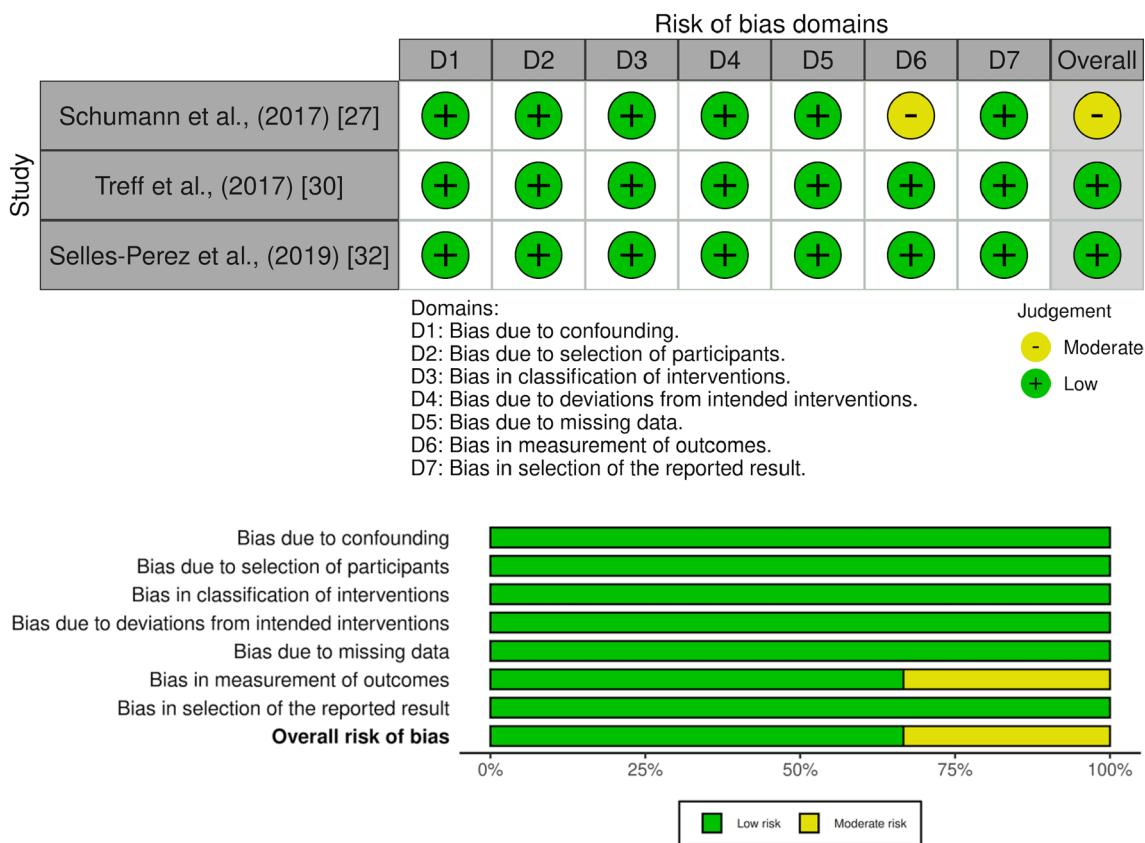 Risk of bias domains
D1 D2 D3 D4 D5 D6 D7 Overall
Study
Schumann et al., (2017) [27] + + + + + - + -
Treff et al., (2017) [30] + + + + + + + +
Selles-Perez et al., (2019) [32] + + + + + + + +
Domains:
D1: Bias due to confounding.
D2: Bias due to selection of participants.
D3: Bias in classification of interventions.
D4: Bias due to deviations from intended interventions.
D5: Bias due to missing data.
D6: Bias in measurement of outcomes.
D7: Bias in selection of the reported result.
Judgement
- Moderate
+ Low
Bias due to confounding
Bias due to selection of participants
Bias in classification of interventions
Bias due to deviations from intended interventions
Bias due to missing data
Bias in measurement of outcomes
Bias in selection of the reported result
Overall risk of bias
0% 25% 50% 75% 100%
Low risk Moderate risk